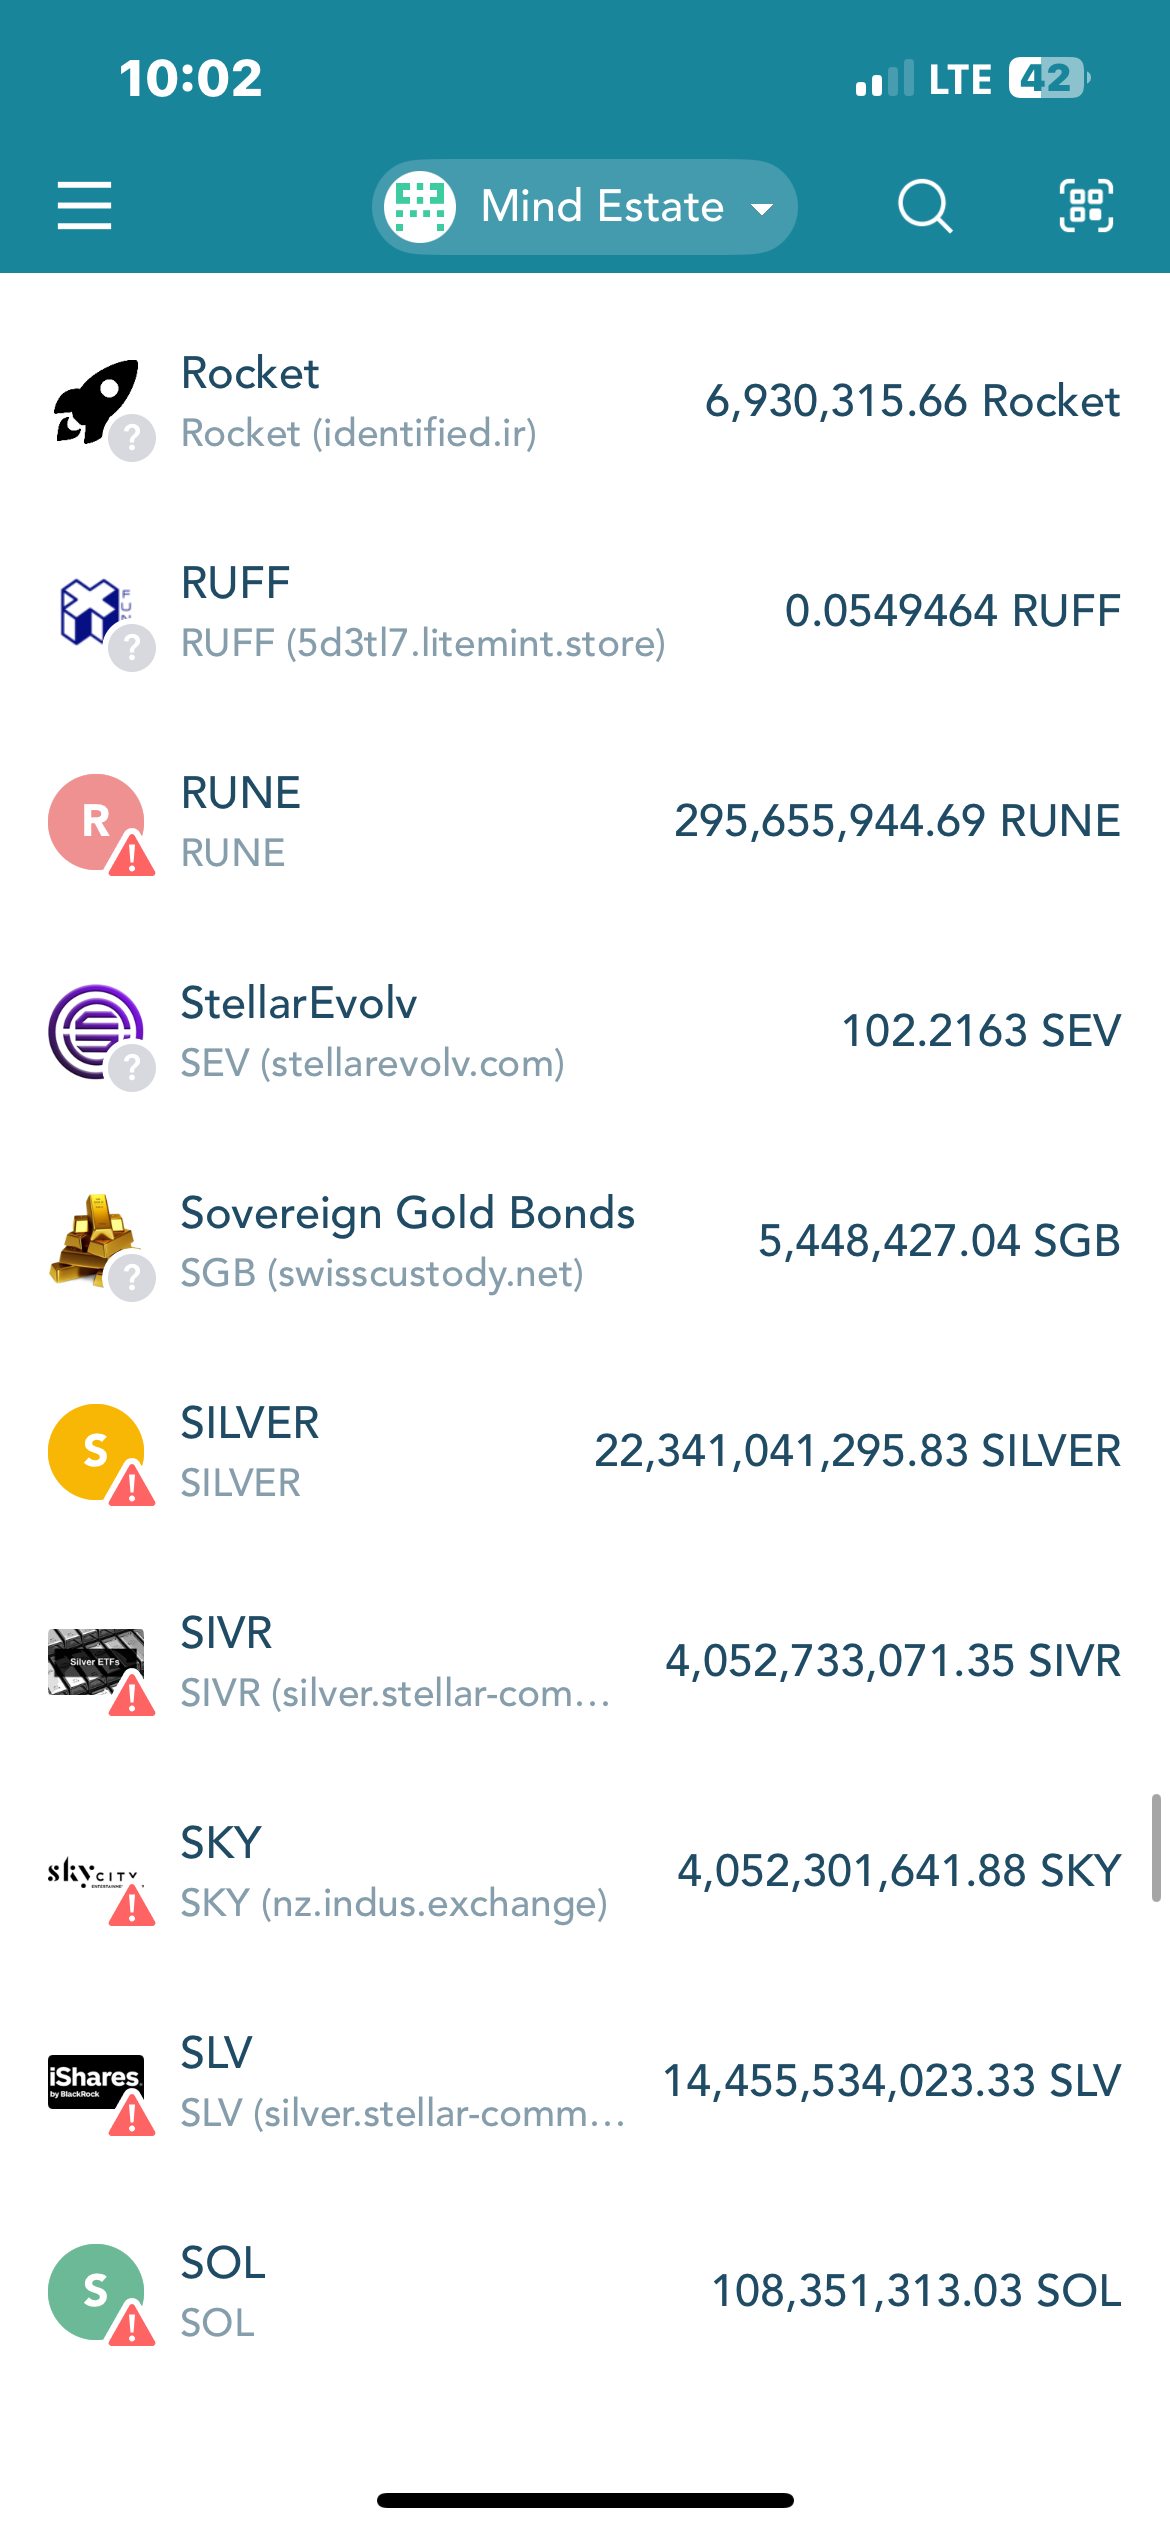 10:02
LTE 42
Mind Estate
Rocket
6,930,315.66 Rocket
Rocket (identified.ir)
RUFF
0.0549464 RUFF
RUFF (5d3tl7.litemint.store)
R
RUNE
295,655,944.69 RUNE
RUNE
StellarEvolv
102.2163 SEV
SEV (stellarevolv.com)
Sovereign Gold Bonds
5,448,427.04 SGB
SGB (swisscustody.net)
S
SILVER
22,341,041,295.83 SILVER
SILVER
Silver ETFs
SIVR
4,052,733,071.35 SIVR
SIVR (silver.stellar-com...
sky CITY
SKY
4,052,301,641.88 SKY
SKY (nz.indus.exchange)
iShares
by BlackRock
SLV
14,455,534,023.33 SLV
SLV (silver.stellar-comm...
S
SOL
108,351,313.03 SOL
SOL